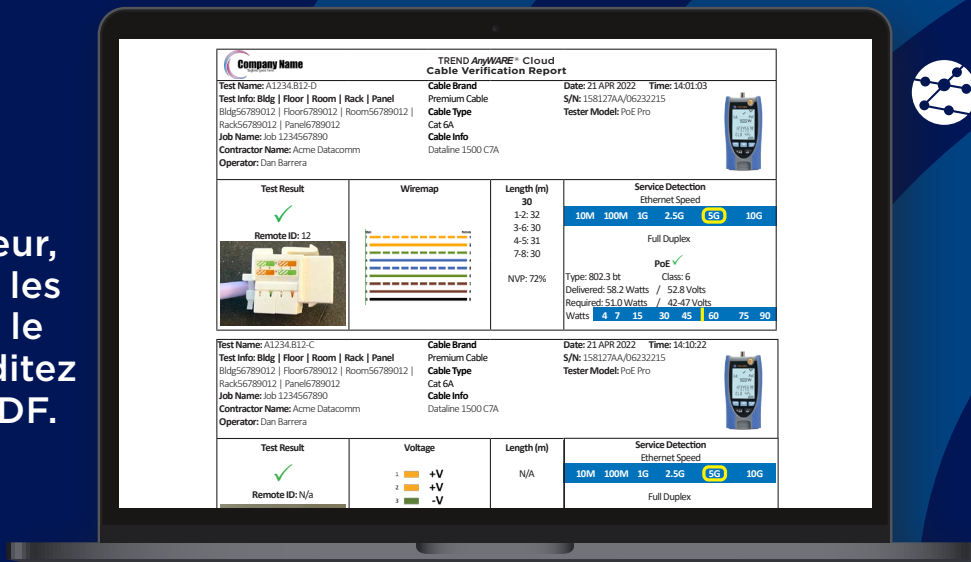 eur,
les
le
ditez
DF.
Company Name
TREND AnyWARE® Cloud
Cable Verification Report
Test Name: A1234.B12-D
Test Info: Bldg | Floor | Room | Rack | Panel
Bldg56789012 | Floor6789012 | Room56789012 |
Rack56789012 | Panel6789012
Job Name: Job 1234567890
Contractor Name: Acme Datacomm
Operator: Dan Barrera
Cable Brand
Premium Cable
Cable Type
Cat 6A
Cable Info
Dataline 1500 C7A
Date: 21 APR 2022 Time: 14:01:03
S/N: 158127AA/06232215
Tester Model: PoE Pro
Test Result
Remote ID: 12
Wiremap
Length (m)
30
1-2: 32
3-6: 30
4-5: 31
7-8: 30
NVP: 72%
Service Detection
Ethernet Speed
10M 100M 1G 2.5G 5G 10G
Full Duplex
PoE
Type: 802.3 bt Class: 6
Delivered: 58.2 Watts / 52.8 Volts
Required: 51.0 Watts / 42-47 Volts
Watts 4 7 15 30 45 60 75 90
Test Name: A1234.B12-C
Test Info: Bldg | Floor | Room | Rack | Panel
Bldg56789012 | Floor6789012 | Room56789012 |
Rack56789012 | Panel6789012
Job Name: Job 1234567890
Contractor Name: Acme Datacomm
Operator: Dan Barrera
Cable Brand
Premium Cable
Cable Type
Cat 6A
Cable Info
Dataline 1500 C7A
Date: 21 APR 2022 Time: 14:10:22
S/N: 158127AA/06232215
Tester Model: PoE Pro
Test Result
Remote ID: N/a
Voltage
1 +V
2 +V
3 -V
Length (m)
N/A
Service Detection
Ethernet Speed
10M 100M 1G 2.5G 5G 10G
Full Duplex